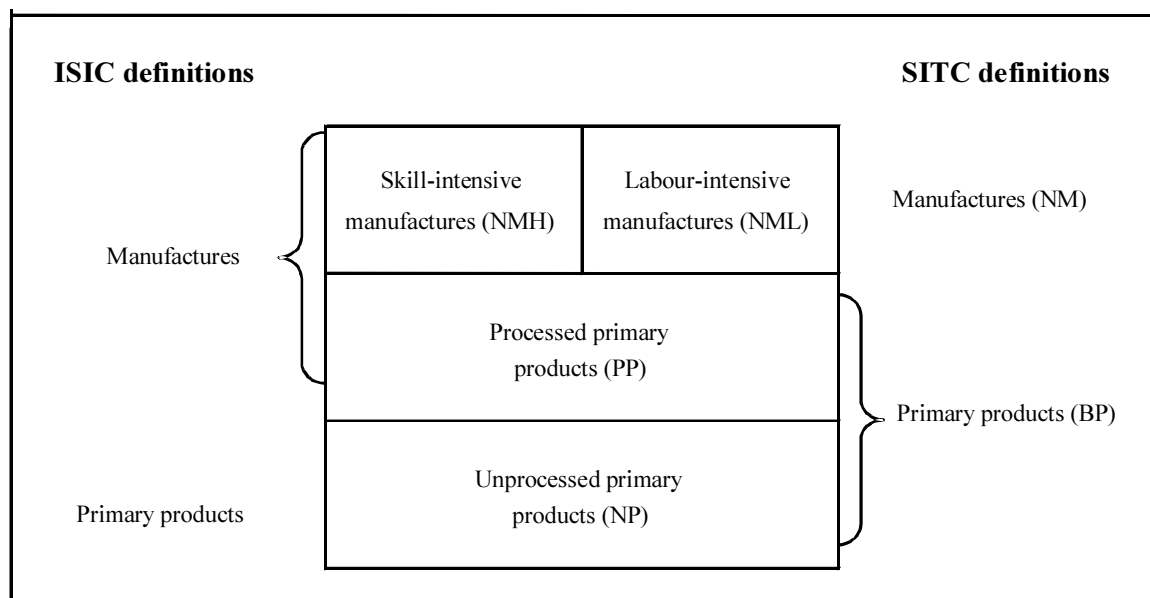 ISIC definitions
SITC definitions
Skill-intensive
manufactures (NMH)
Labour-intensive
manufactures (NML)
Manufactures (NM)
Manufactures
Processed primary
products (PP)
Primary products (BP)
Unprocessed primary
products (NP)
Primary products